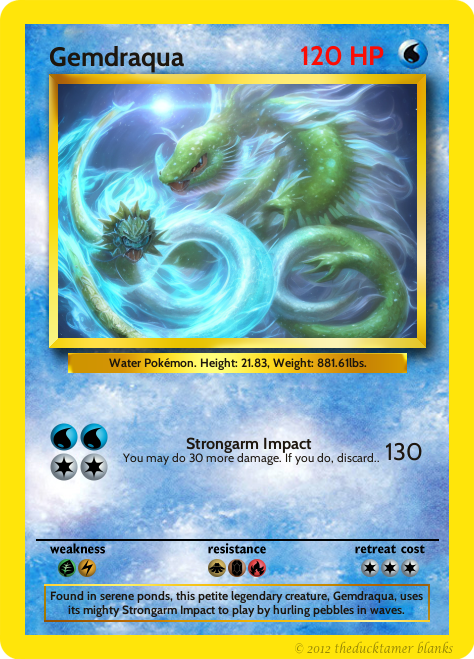 Gemdraqua 120 HP
Water Pokémon. Height: 21.83, Weight: 881.61lbs.
Strongarm Impact
You may do 30 more damage. If you do, discard.. 130
weakness resistance retreat cost
Found in serene ponds, this petite legendary creature, Gemdraqua, uses
its mighty Strongarm Impact to play by hurling pebbles in waves.
© 2012 theducktamer blanks